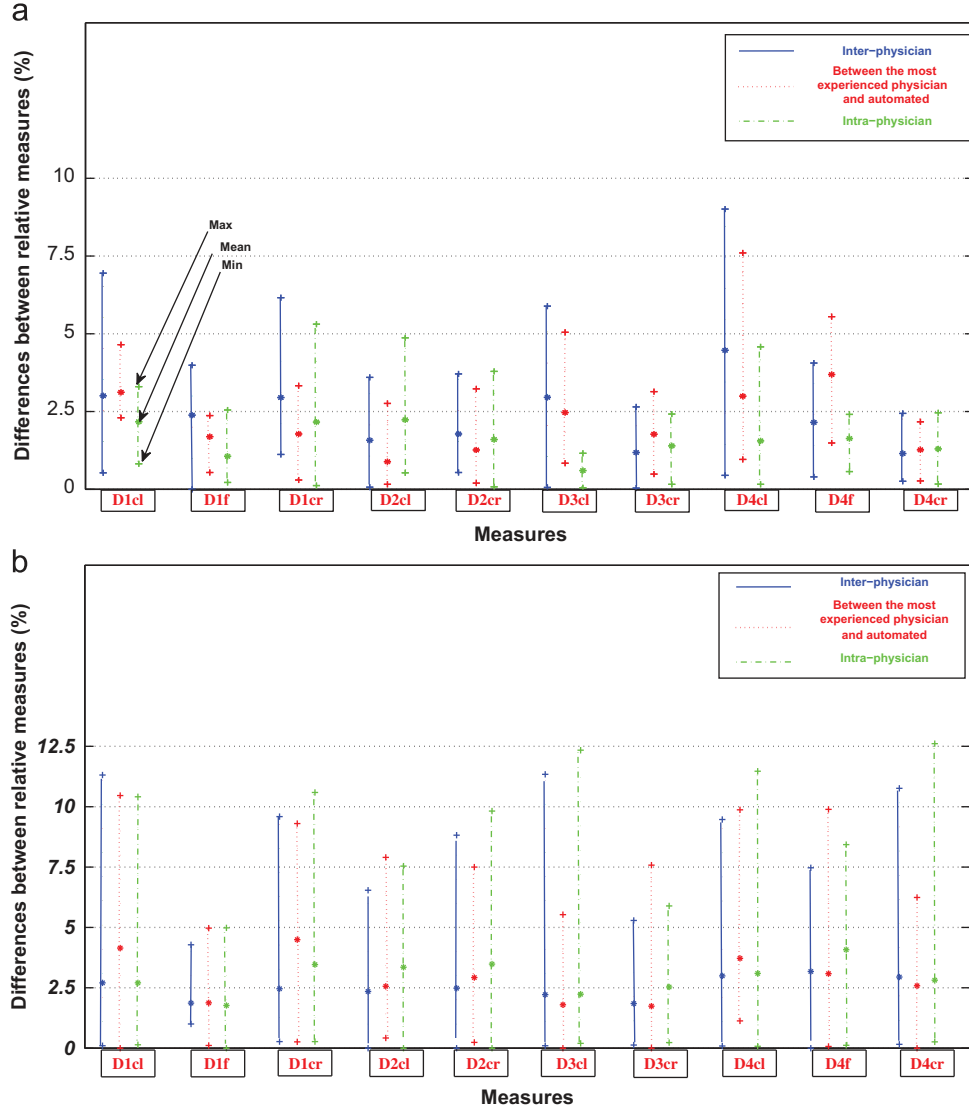 a
Differences between relative measures (%)
10
7.5
5
2.5
0
Inter−physician
Between the most
experienced physician
and automated
Intra−physician
Max
Mean
Min
D1cl D1f D1cr D2cl D2cr D3cl D3cr D4cl D4f D4cr
Measures
b
Differences between relative measures (%)
12.5
10
7.5
5
2.5
0
Inter−physician
Between the most
experienced physician
and automated
Intra−physician
D1cl D1f D1cr D2cl D2cr D3cl D3cr D4cl D4f D4cr
Measures